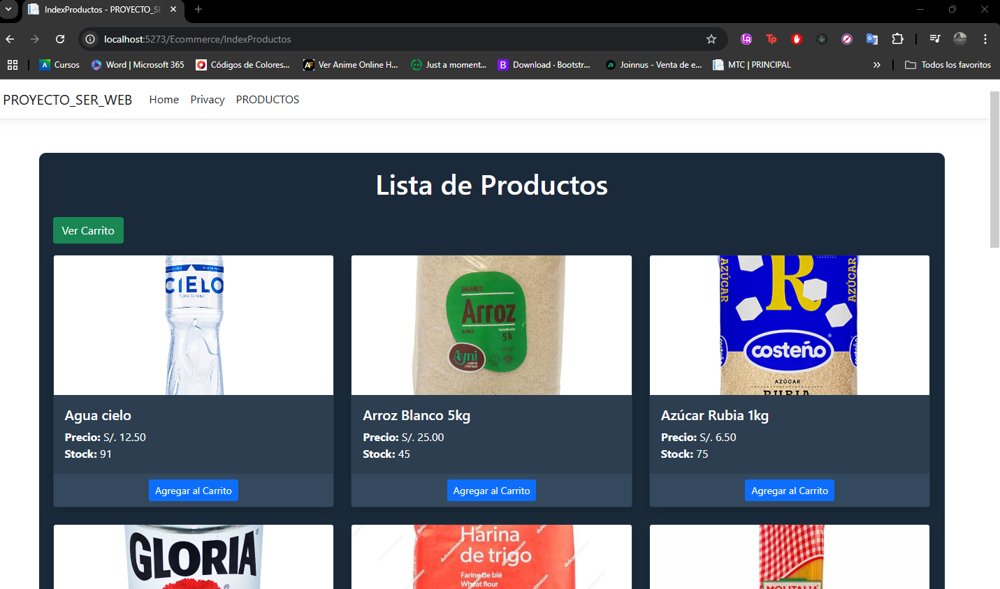 IndexProductos - PROYECTO_SE
localhost:5273/Ecommerce/IndexProductos
Cursos
Word | Microsoft 365
Códigos de Colores...
Ver Anime Online H...
Just a moment...
Download · Bootstr...
Joinnus - Venta de e...
MTC | PRINCIPAL
Todos los favoritos
PROYECTO_SER_WEB Home Privacy PRODUCTOS
Lista de Productos
Ver Carrito
CIELO
ORGÁNICO
Arroz
BLANCO
5k
Ayni
AZÚCAR
R
AZÚCAR
costeño
AZÚCAR
RUBIA
Agua cielo
Precio: S/. 12.50
Stock: 91
Agregar al Carrito
Arroz Blanco 5kg
Precio: S/. 25.00
Stock: 45
Agregar al Carrito
Azúcar Rubia 1kg
Precio: S/. 6.50
Stock: 75
Agregar al Carrito
GLORIA
Harina
de trigo
Farine de blé
Wheat flour
MOLITALIA